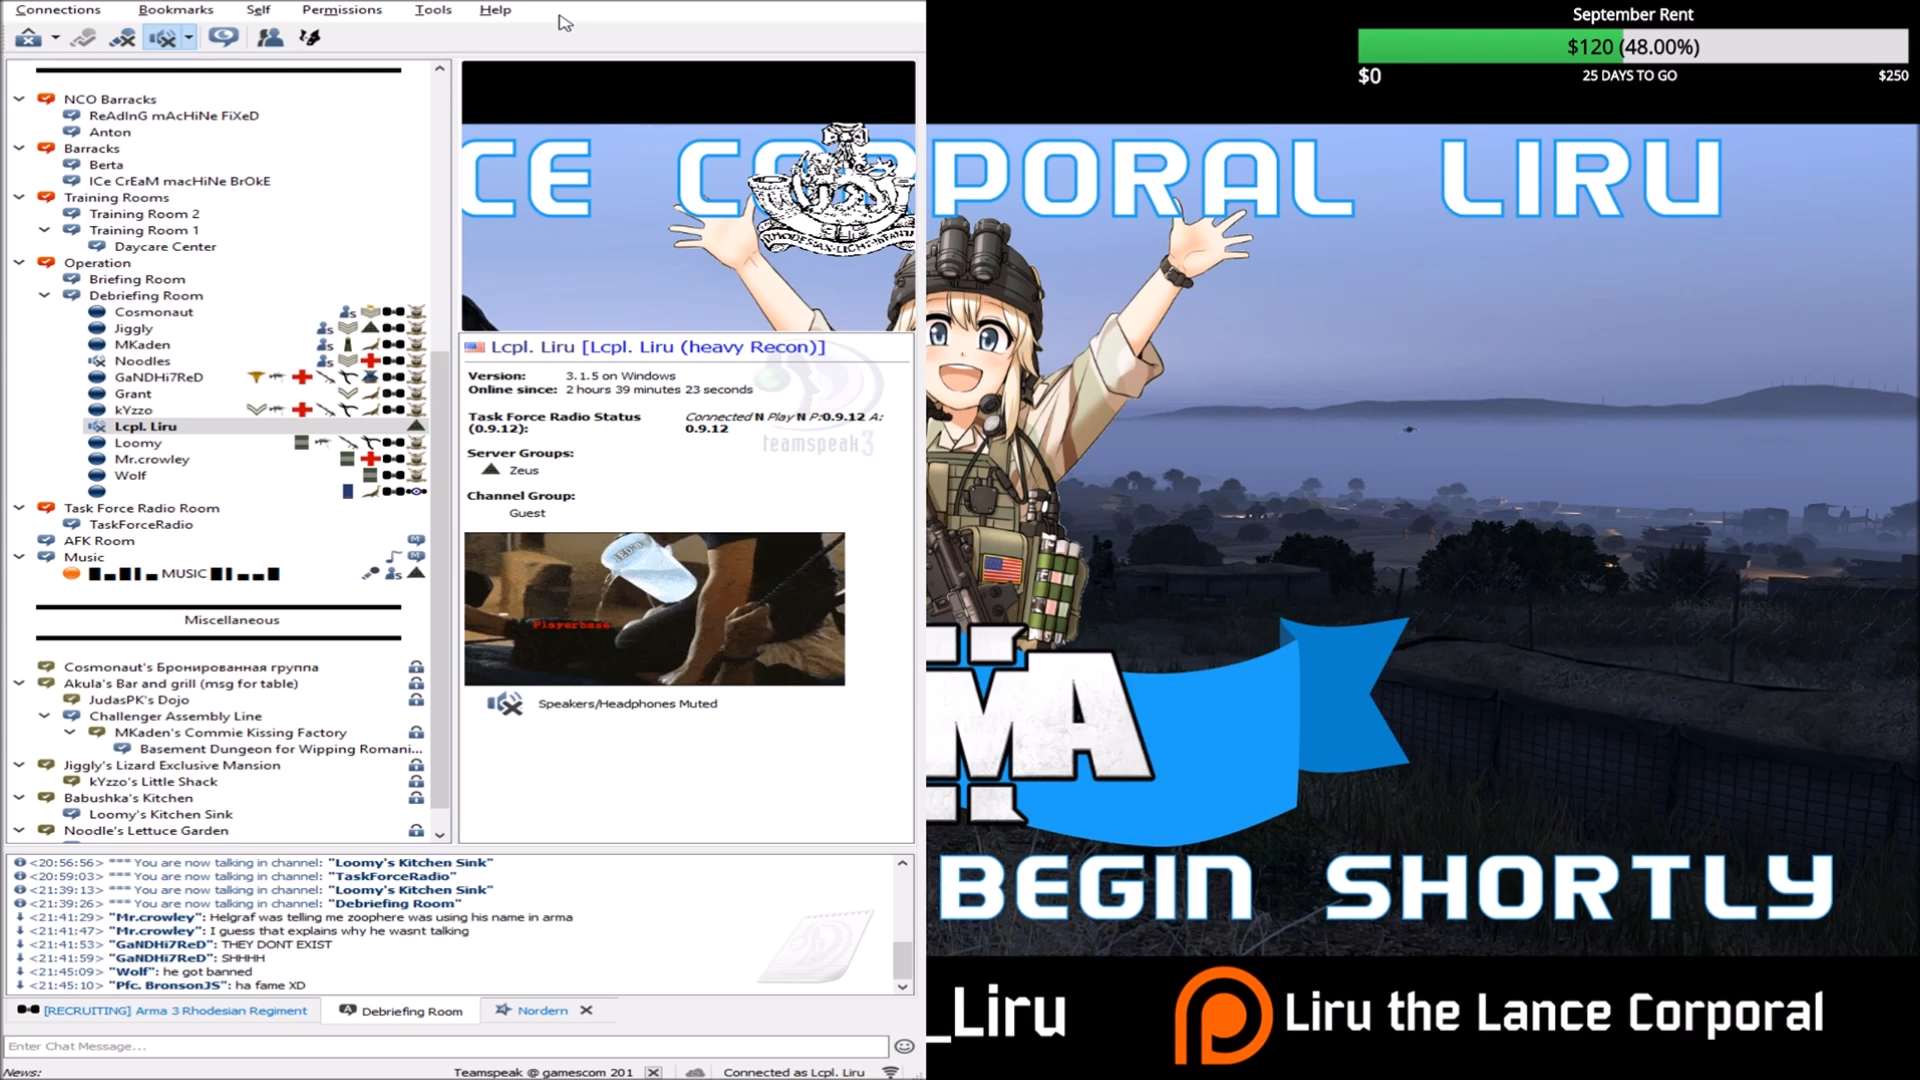 Connections Bookmarks Self Permissions Tools Help
NCO Barracks
ReAdInG mAcHiNe FiXeD
Anton
Barracks
Berta
ICe CrEaM macHiNe BrOkE
Training Rooms
Training Room 2
Training Room 1
Daycare Center
Operation
Briefing Room
Debriefing Room
Cosmonaut
Jiggly
MKaden
Noodles
GaNDHi7ReD
Grant
kYzzo
Lcpl. Liru
Loomy
Mr.crowley
Wolf
Task Force Radio Room
TaskForceRadio
AFK Room
Music
MUSIC
Miscellaneous
Cosmonaut's Бронированная группа
Akula's Bar and grill (msg for table)
JudasPK's Dojo
Challenger Assembly Line
MKaden's Commie Kissing Factory
Basement Dungeon for Wipping Romani...
Jiggly's Lizard Exclusive Mansion
kYzzo's Little Shack
Babushka's Kitchen
Loomy's Kitchen Sink
Noodle's Lettuce Garden
CE CORPORAL LIRU
RHODESIAN·LIGHT·INFANT
Lcpl. Liru [Lcpl. Liru (heavy Recon)]
Version: 3.1.5 on Windows
Online since: 2 hours 39 minutes 23 seconds
Task Force Radio Status (0.9.12): Connected N Play N P:0.9.12 A: 0.9.12
teamspeak3
Server Groups:
Zeus
Channel Group:
Guest
Playerbase
Speakers/Headphones Muted
<20:56:56> *** You are now talking in channel: "Loomy's Kitchen Sink"
<20:59:03> *** You are now talking in channel: "TaskForceRadio"
<21:39:13> *** You are now talking in channel: "Loomy's Kitchen Sink"
<21:39:26> *** You are now talking in channel: "Debriefing Room"
<21:41:29> "Mr.crowley": Helgraf was telling me zoophere was using his name in arma
<21:41:47> "Mr.crowley": I guess that explains why he wasnt talking
<21:41:53> "GaNDHi7ReD": THEY DONT EXIST
<21:41:59> "GaNDHi7ReD": SHHHH
<21:45:09> "Wolf": he got banned
<21:45:10> "Pfc. BronsonJS": ha fame XD
[RECRUITING] Arma 3 Rhodesian Regiment Debriefing Room Nordern
Enter Chat Message...
News: Teamspeak @ gamescom 201 Connected as Lcpl. Liru
September Rent
$120 (48.00%)
$0 25 DAYS TO GO $250
MA
BEGIN SHORTLY
_Liru Liru the Lance Corporal